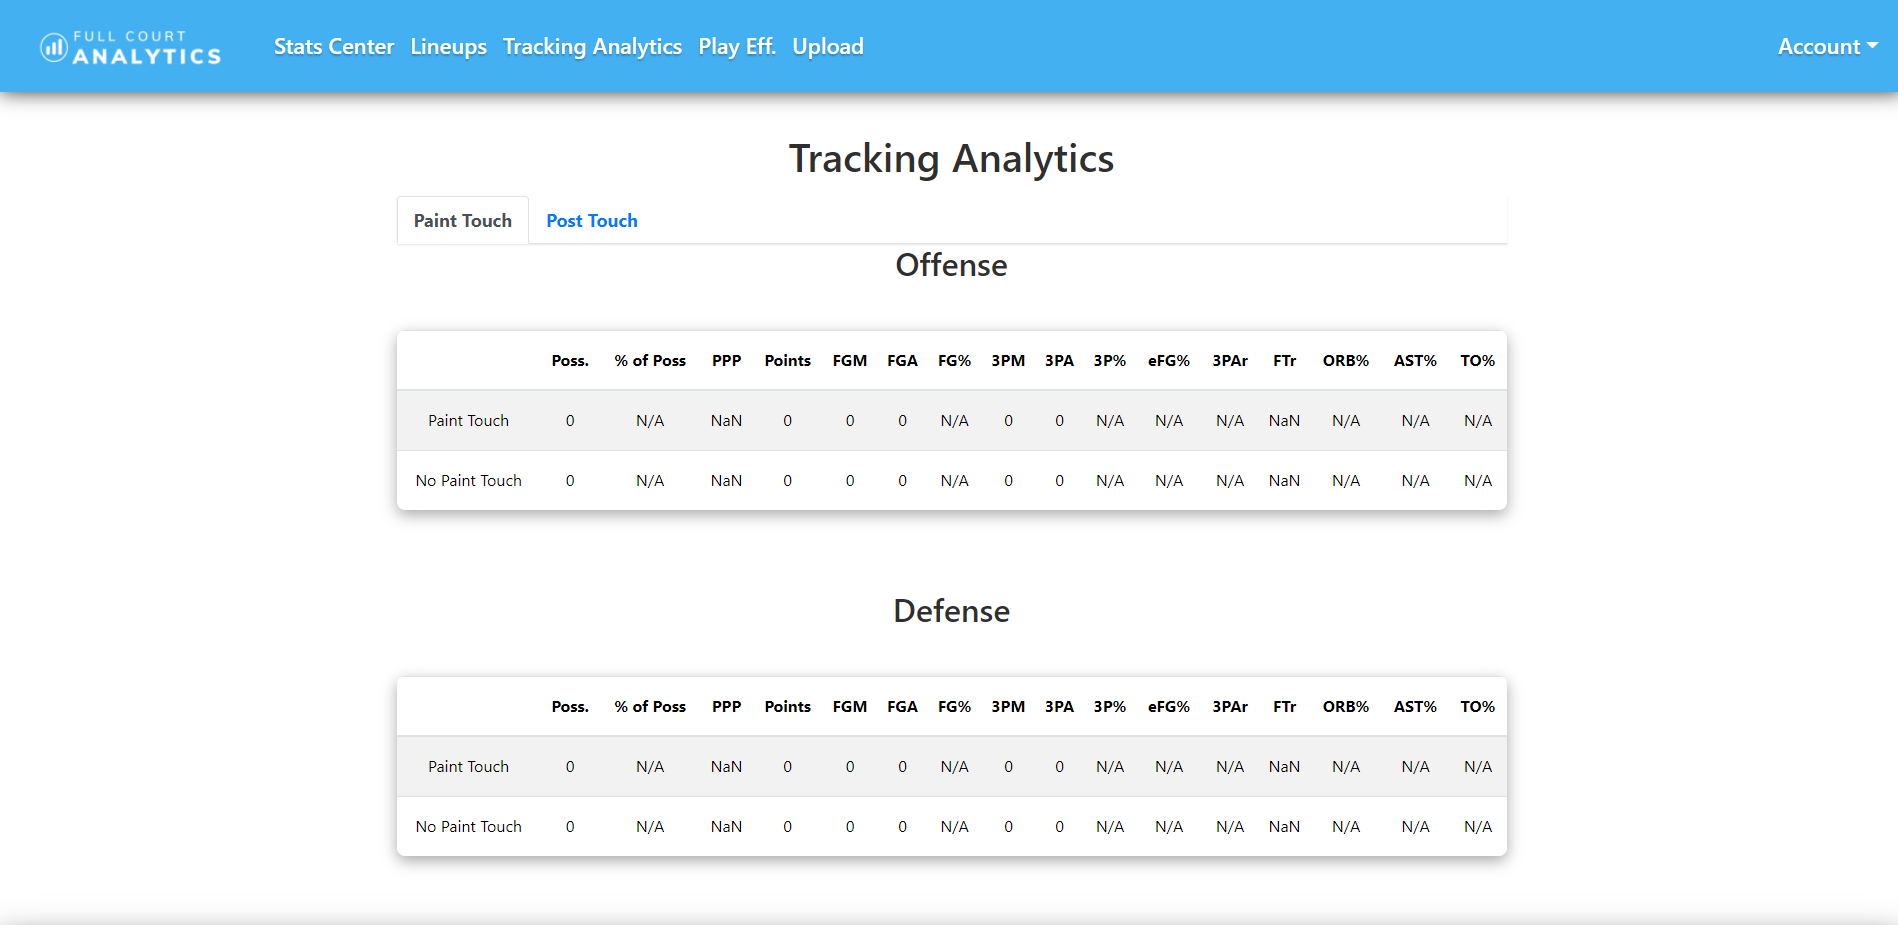 FULL COURT
ANALYTICS
Stats Center Lineups Tracking Analytics Play Eff. Upload Account
Tracking Analytics
Paint Touch Post Touch
Offense
Poss. % of Poss PPP Points FGM FGA FG% 3PM 3PA 3P% eFG% 3PAr FTr ORB% AST% TO%
Paint Touch 0 N/A NaN 0 0 0 N/A 0 0 N/A N/A N/A NaN N/A N/A N/A
No Paint Touch 0 N/A NaN 0 0 0 N/A 0 0 N/A N/A N/A NaN N/A N/A N/A
Defense
Poss. % of Poss PPP Points FGM FGA FG% 3PM 3PA 3P% eFG% 3PAr FTr ORB% AST% TO%
Paint Touch 0 N/A NaN 0 0 0 N/A 0 0 N/A N/A N/A NaN N/A N/A N/A
No Paint Touch 0 N/A NaN 0 0 0 N/A 0 0 N/A N/A N/A NaN N/A N/A N/A